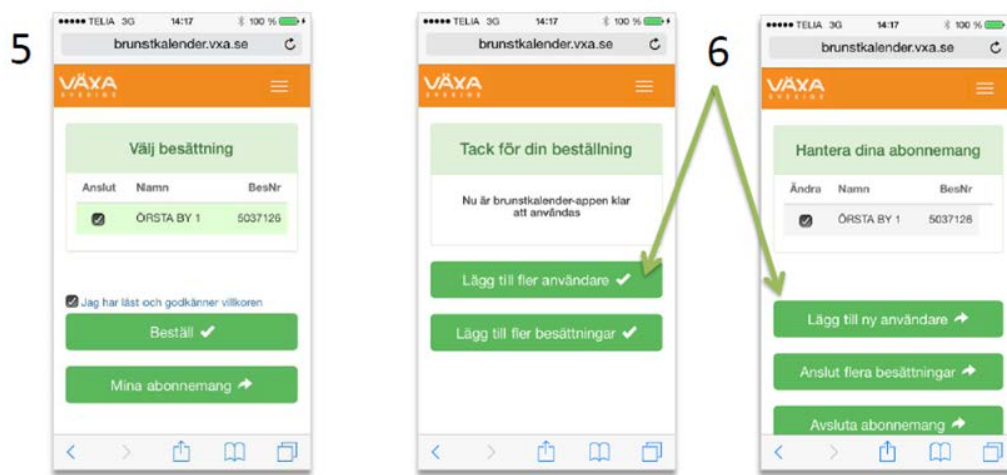 5
●●●●● TELIA 3G 14:17 100 %
brunstkalender.vxa.se
VÄXA
SVERIGE
Välj besättning
Anslut Namn BesNr
ÖRSTA BY 1 5037126
Jag har läst och godkänner villkoren
Beställ
Mina abonnemang
●●●●● TELIA 3G 14:17 100 %
brunstkalender.vxa.se
VÄXA
SVERIGE
Tack för din beställning
Nu är brunstkalender-appen klar
att användas
Lägg till fler användare
Lägg till fler besättningar
6
●●●●● TELIA 3G 14:17 100 %
brunstkalender.vxa.se
VÄXA
SVERIGE
Hantera dina abonnemang
Ändra Namn BesNr
ÖRSTA BY 1 5037126
Lägg till ny användare
Anslut flera besättningar
Avsluta abonnemang